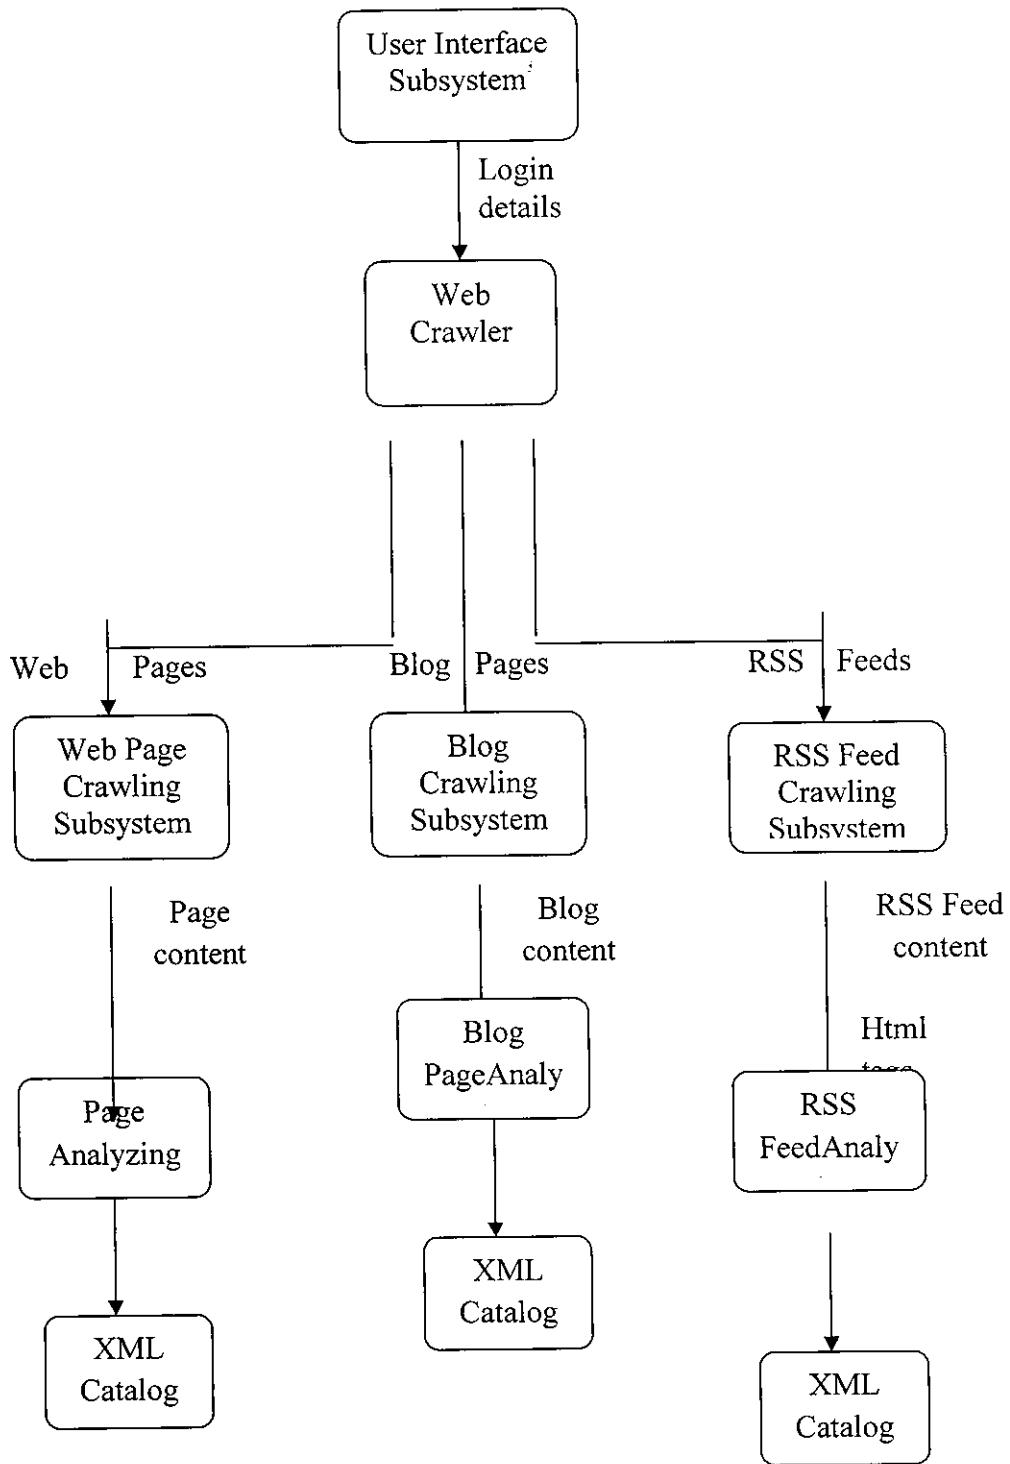 User Interface
Subsystem
Login
details
Web
Crawler
Web Pages
Blog Pages
RSS Feeds
Web Page
Crawling
Subsystem
Blog
Crawling
Subsystem
RSS Feed
Crawling
Subsystem
Page
content
Blog
content
RSS Feed
content
Html
tags
Page
Analyzing
Blog
PageAnaly
RSS
FeedAnaly
XML
Catalog
XML
Catalog
XML
Catalog